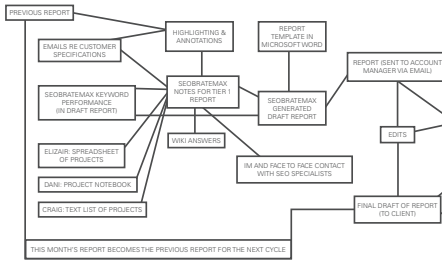 PREVIOUS REPORT
HIGHLIGHTING &
ANNOTATIONS
REPORT
TEMPLATE IN
MICROSOFT WORD
EMAILS RE CUSTOMER
SPECIFICATIONS
REPORT (SENT TO ACCOUNT
MANAGER VIA EMAIL)
SEOBRATEMAX KEYWORD
PERFORMANCE
(IN DRAFT REPORT)
SEOBRATEMAX
NOTES FOR TIER 1
REPORT
SEOBRATEMAX
GENERATED
DRAFT REPORT
EDITS
WIKI ANSWERS
ELIZAIR: SPREADSHEET
OF PROJECTS
IM AND FACE TO FACE CONTACT
WITH SEO SPECIALISTS
DANI: PROJECT NOTEBOOK
CRAIG: TEXT LIST OF PROJECTS
FINAL DRAFT OF REPORT
(TO CLIENT)
THIS MONTH'S REPORT BECOMES THE PREVIOUS REPORT FOR THE NEXT CYCLE